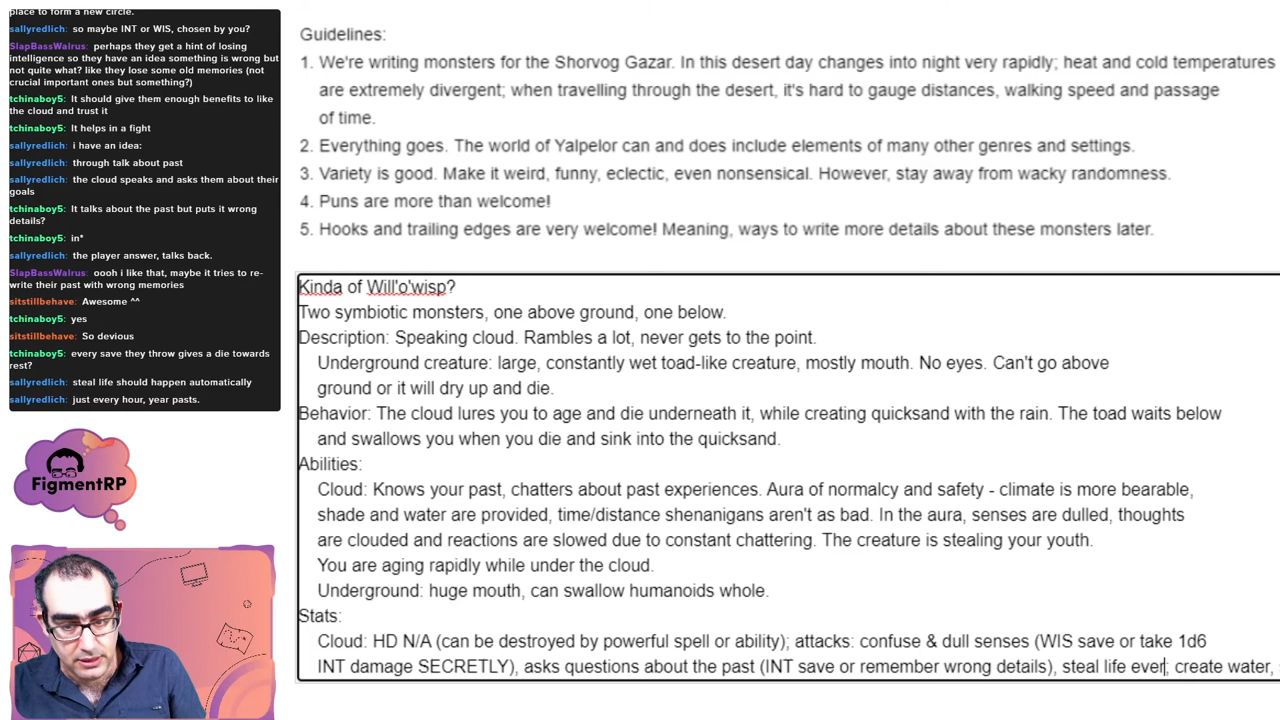 place to form a new circle.
sallyredlich: so maybe INT or WIS, chosen by you?
SlapBassWalrus: perhaps they get a hint of losing
intelligence so they have an idea something is wrong but
not quite what? like they lose some old memories (not
crucial important ones but something?)
tchinaboy5: It should give them enough benefits to like
the cloud and trust it
tchinaboy5: It helps in a fight
sallyredlich: i have an idea:
sallyredlich: through talk about past
sallyredlich: the cloud speaks and asks them about their
goals
tchinaboy5: It talks about the past but puts it wrong
details?
tchinaboy5: in*
sallyredlich: the player answer, talks back.
SlapBassWalrus: oooh i like that, maybe it tries to re-
write their past with wrong memories
sitstillbehave: Awesome ^^
tchinaboy5: yes
sitstillbehave: So devious
tchinaboy5: every save they throw gives a die towards
rest?
sallyredlich: steal life should happen automatically
sallyredlich: just every hour, year pasts.
FigmentRP
Guidelines:
1. We're writing monsters for the Shorvog Gazar. In this desert day changes into night very rapidly; heat and cold temperatures
are extremely divergent; when travelling through the desert, it's hard to gauge distances, walking speed and passage
of time.
2. Everything goes. The world of Yalpelor can and does include elements of many other genres and settings.
3. Variety is good. Make it weird, funny, eclectic, even nonsensical. However, stay away from wacky randomness.
4. Puns are more than welcome!
5. Hooks and trailing edges are very welcome! Meaning, ways to write more details about these monsters later.
Kinda of Will'o'wisp?
Two symbiotic monsters, one above ground, one below.
Description: Speaking cloud. Rambles a lot, never gets to the point.
Underground creature: large, constantly wet toad-like creature, mostly mouth. No eyes. Can't go above
ground or it will dry up and die.
Behavior: The cloud lures you to age and die underneath it, while creating quicksand with the rain. The toad waits below
and swallows you when you die and sink into the quicksand.
Abilities:
Cloud: Knows your past, chatters about past experiences. Aura of normalcy and safety - climate is more bearable,
shade and water are provided, time/distance shenanigans aren't as bad. In the aura, senses are dulled, thoughts
are clouded and reactions are slowed due to constant chattering. The creature is stealing your youth.
You are aging rapidly while under the cloud.
Underground: huge mouth, can swallow humanoids whole.
Stats:
Cloud: HD N/A (can be destroyed by powerful spell or ability); attacks: confuse & dull senses (WIS save or take 1d6
INT damage SECRETLY), asks questions about the past (INT save or remember wrong details), steal life ever; create water,